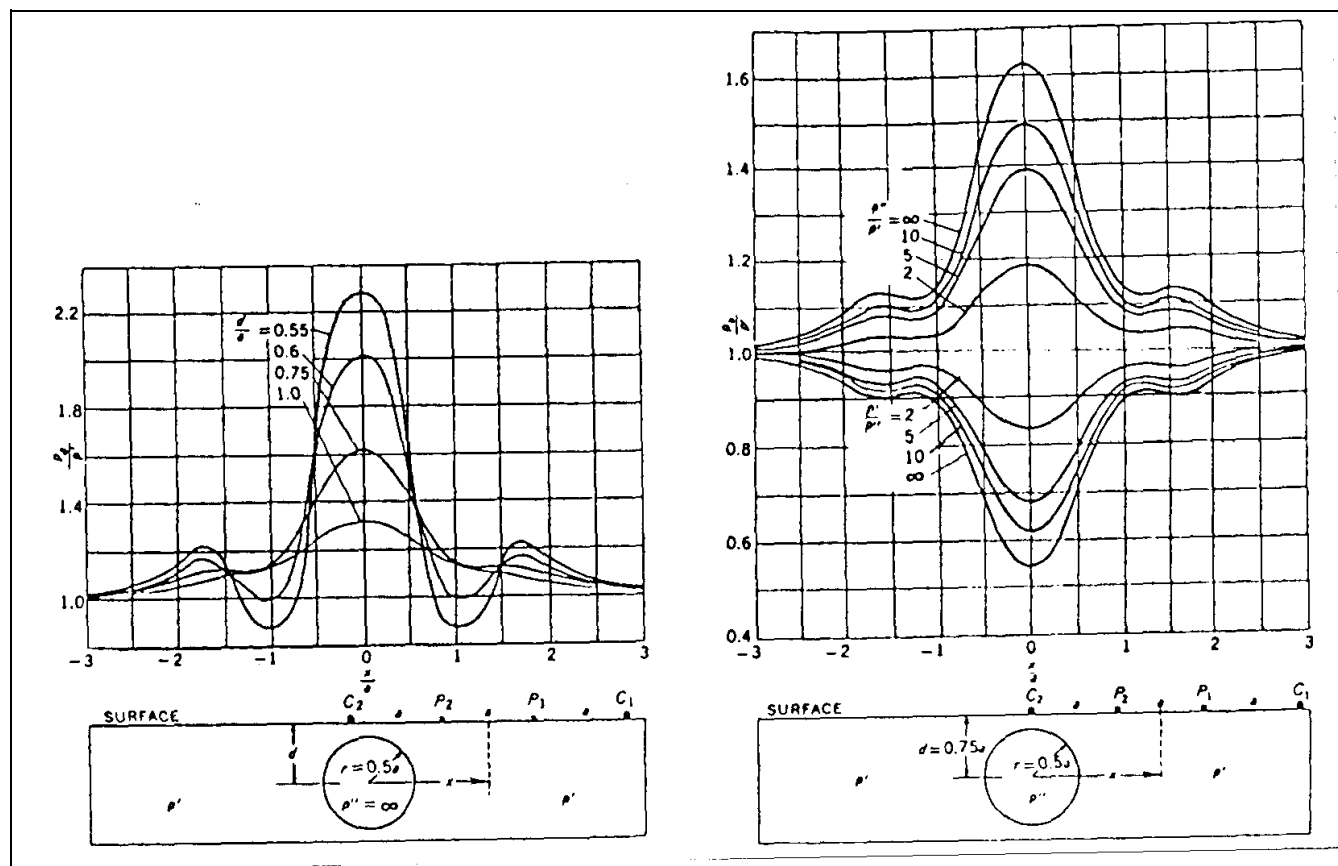 2.2
1.8
1.4
1.0
d/a = 0.55
0.6
0.75
1.0
-3 -2 -1 0 1 2 3
x/a
C₂ a P₂ a P₁ a C₁
SURFACE
d
r = 0.5a
x
ρ'
ρ'' = ∞
ρ'
1.6
1.4
1.2
1.0
0.8
0.6
0.4
ρ''/ρ' = ∞
10
5
2
ρ'/ρ'' = 2
5
10
∞
-3 -2 -1 0 1 2 3
x/a
C₂ a P₂ a P₁ a C₁
SURFACE
d = 0.75a
r = 0.5a
x
ρ'
ρ''
ρ'